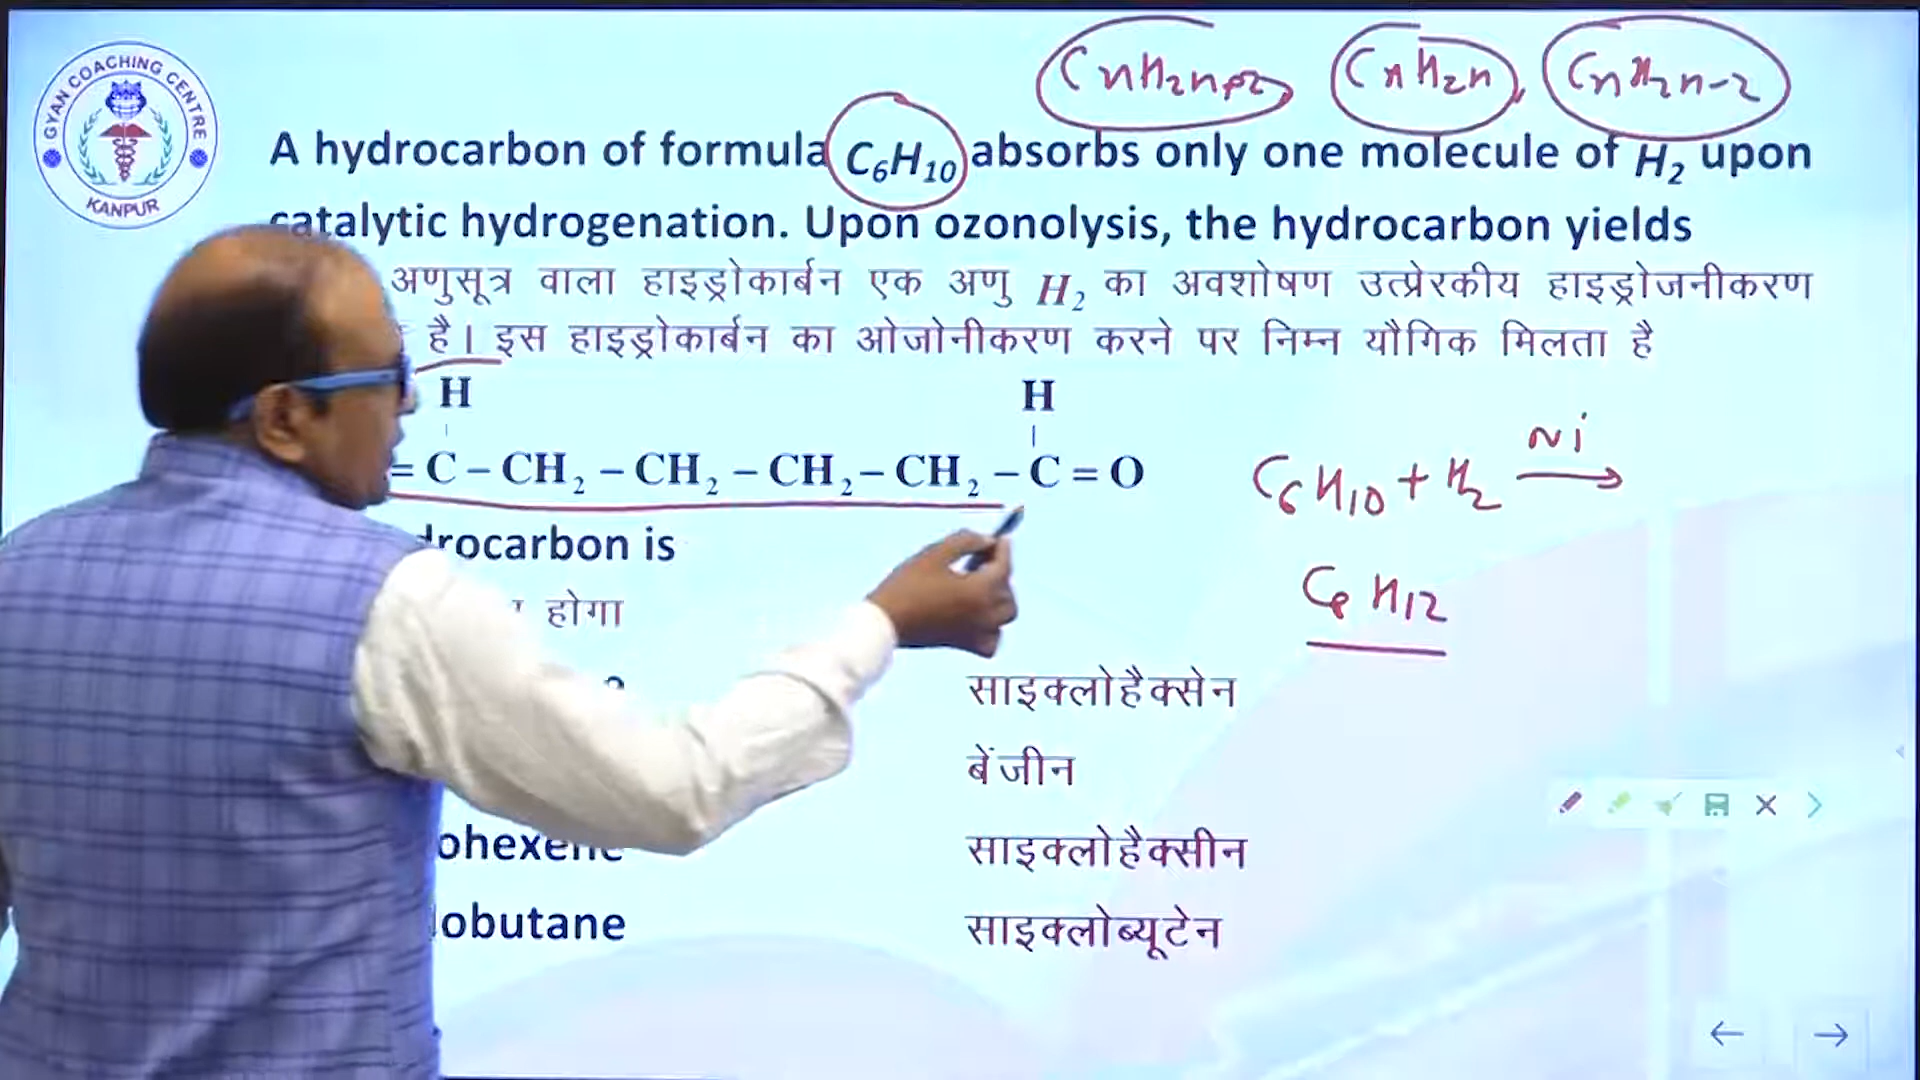 GYAN COACHING CENTRE
KANPUR
CnH2n+2 CnH2n, CnH2n-2
A hydrocarbon of formula C₆H₁₀ absorbs only one molecule of H₂ upon
catalytic hydrogenation. Upon ozonolysis, the hydrocarbon yields
अणुसूत्र वाला हाइड्रोकार्बन एक अणु H₂ का अवशोषण उत्प्रेरकीय हाइड्रोजनीकरण
है। इस हाइड्रोकार्बन का ओजोनीकरण करने पर निम्न यौगिक मिलता है
H H
= C – CH₂ – CH₂ – CH₂ – CH₂ – C = O
C6H10 + H2 Ni →
drocarbon is
C6H12
होगा
साइक्लोहैक्सेन
बेंजीन
ohexene साइक्लोहैक्सीन
lobutane साइक्लोब्यूटेन